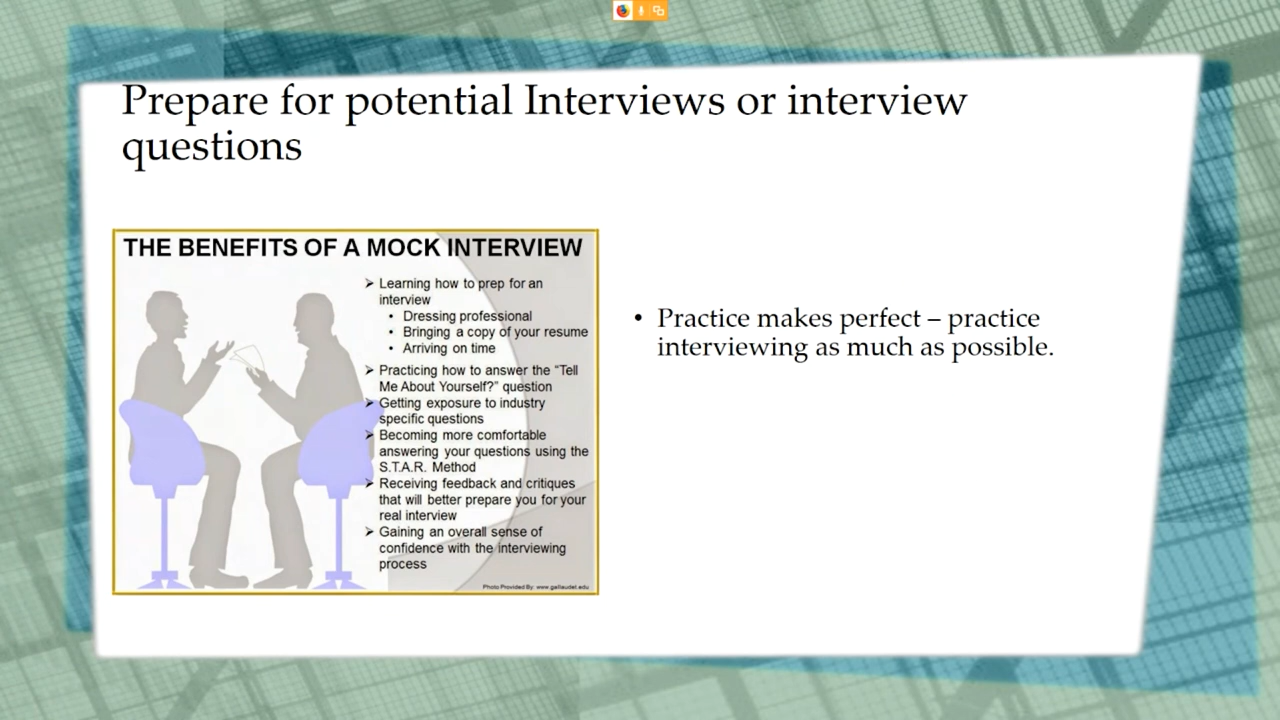 Prepare for potential Interviews or interview
questions
THE BENEFITS OF A MOCK INTERVIEW
➢ Learning how to prep for an
interview
• Dressing professional
• Bringing a copy of your resume
• Arriving on time
➢ Practicing how to answer the “Tell
Me About Yourself?” question
➢ Getting exposure to industry
specific questions
➢ Becoming more comfortable
answering your questions using the
S.T.A.R. Method
➢ Receiving feedback and critiques
that will better prepare you for your
real interview
➢ Gaining an overall sense of
confidence with the interviewing
process
Photo Provided By: www.gallaudet.edu
• Practice makes perfect – practice
interviewing as much as possible.